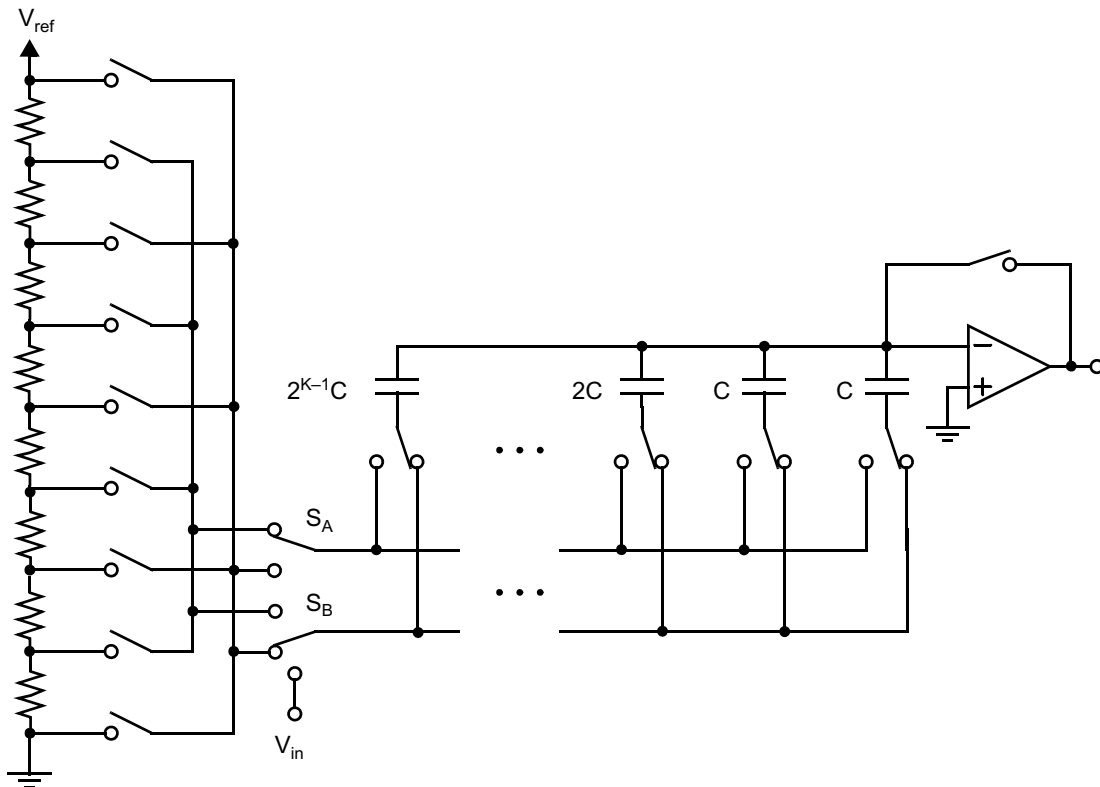 V_ref
2^{K–1}C
2C
C
C
S_A
S_B
V_in